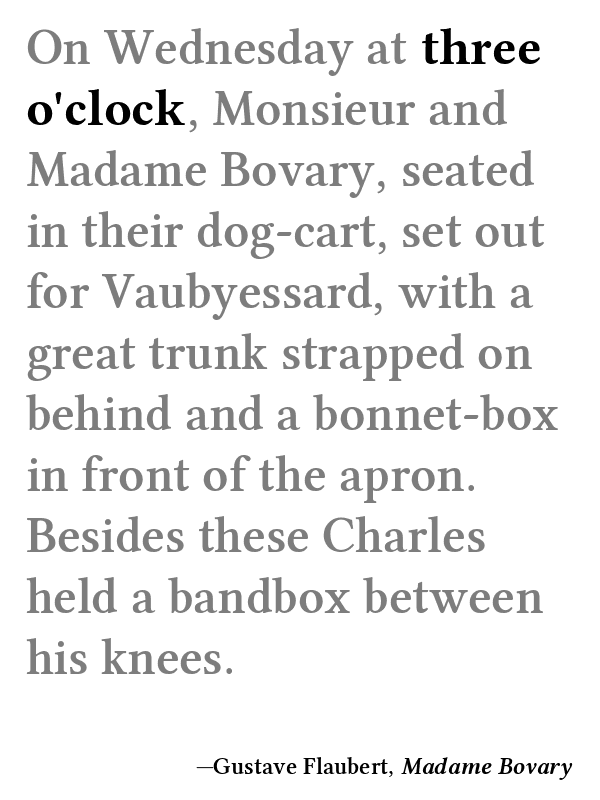 On Wednesday at three
o'clock, Monsieur and
Madame Bovary, seated
in their dog-cart, set out
for Vaubyessard, with a
great trunk strapped on
behind and a bonnet-box
in front of the apron.
Besides these Charles
held a bandbox between
his knees.
—Gustave Flaubert, Madame Bovary